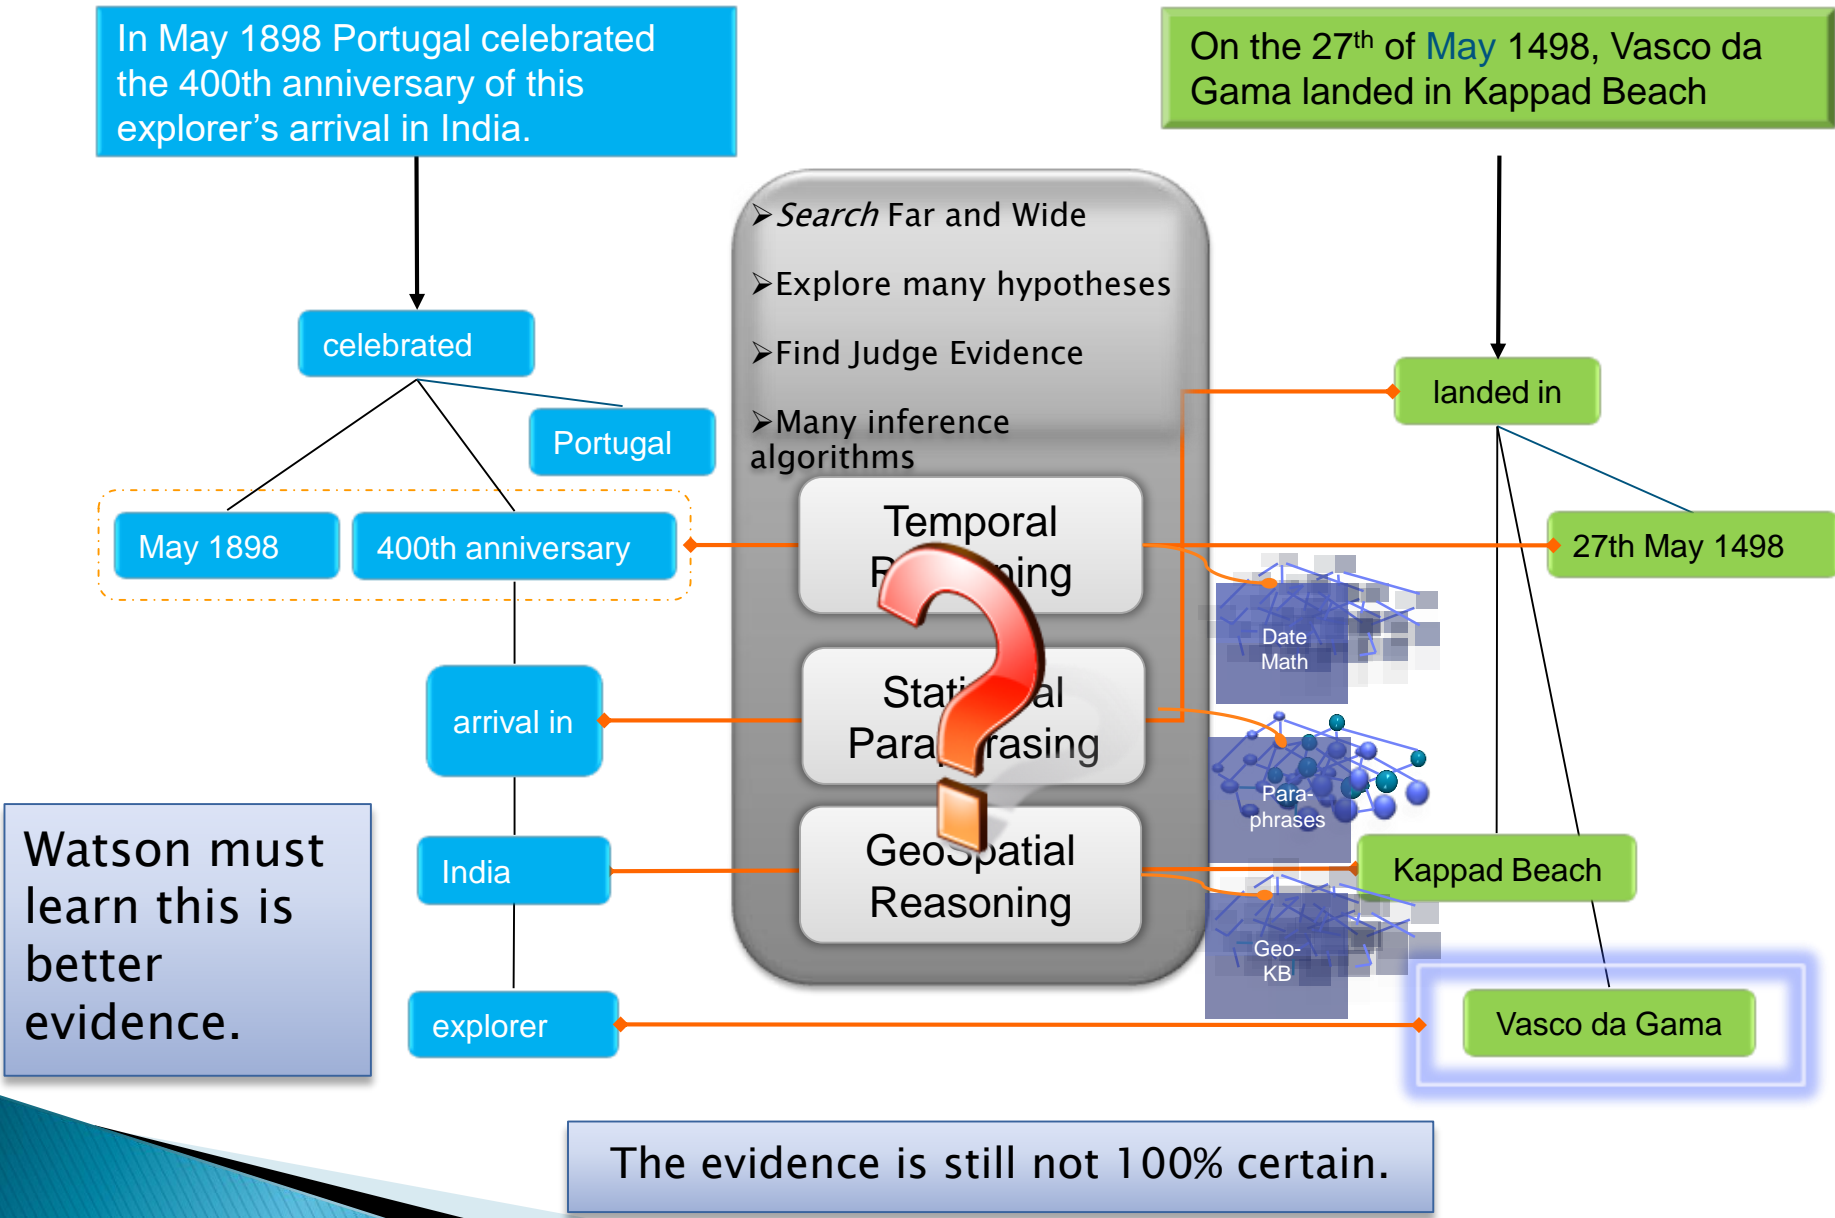 In May 1898 Portugal celebrated
the 400th anniversary of this
explorer's arrival in India.
On the 27th of May 1498, Vasco da
Gama landed in Kappad Beach
➢Search Far and Wide
➢Explore many hypotheses
➢Find Judge Evidence
➢Many inference
algorithms
celebrated
Portugal
May 1898
400th anniversary
arrival in
India
explorer
Temporal
Paraphrasing
GeoSpatial
Reasoning
Date
Math
Para-
phrases
Geo-
KB
landed in
27th May 1498
Kappad Beach
Vasco da Gama
Watson must
learn this is
better
evidence.
The evidence is still not 100% certain.